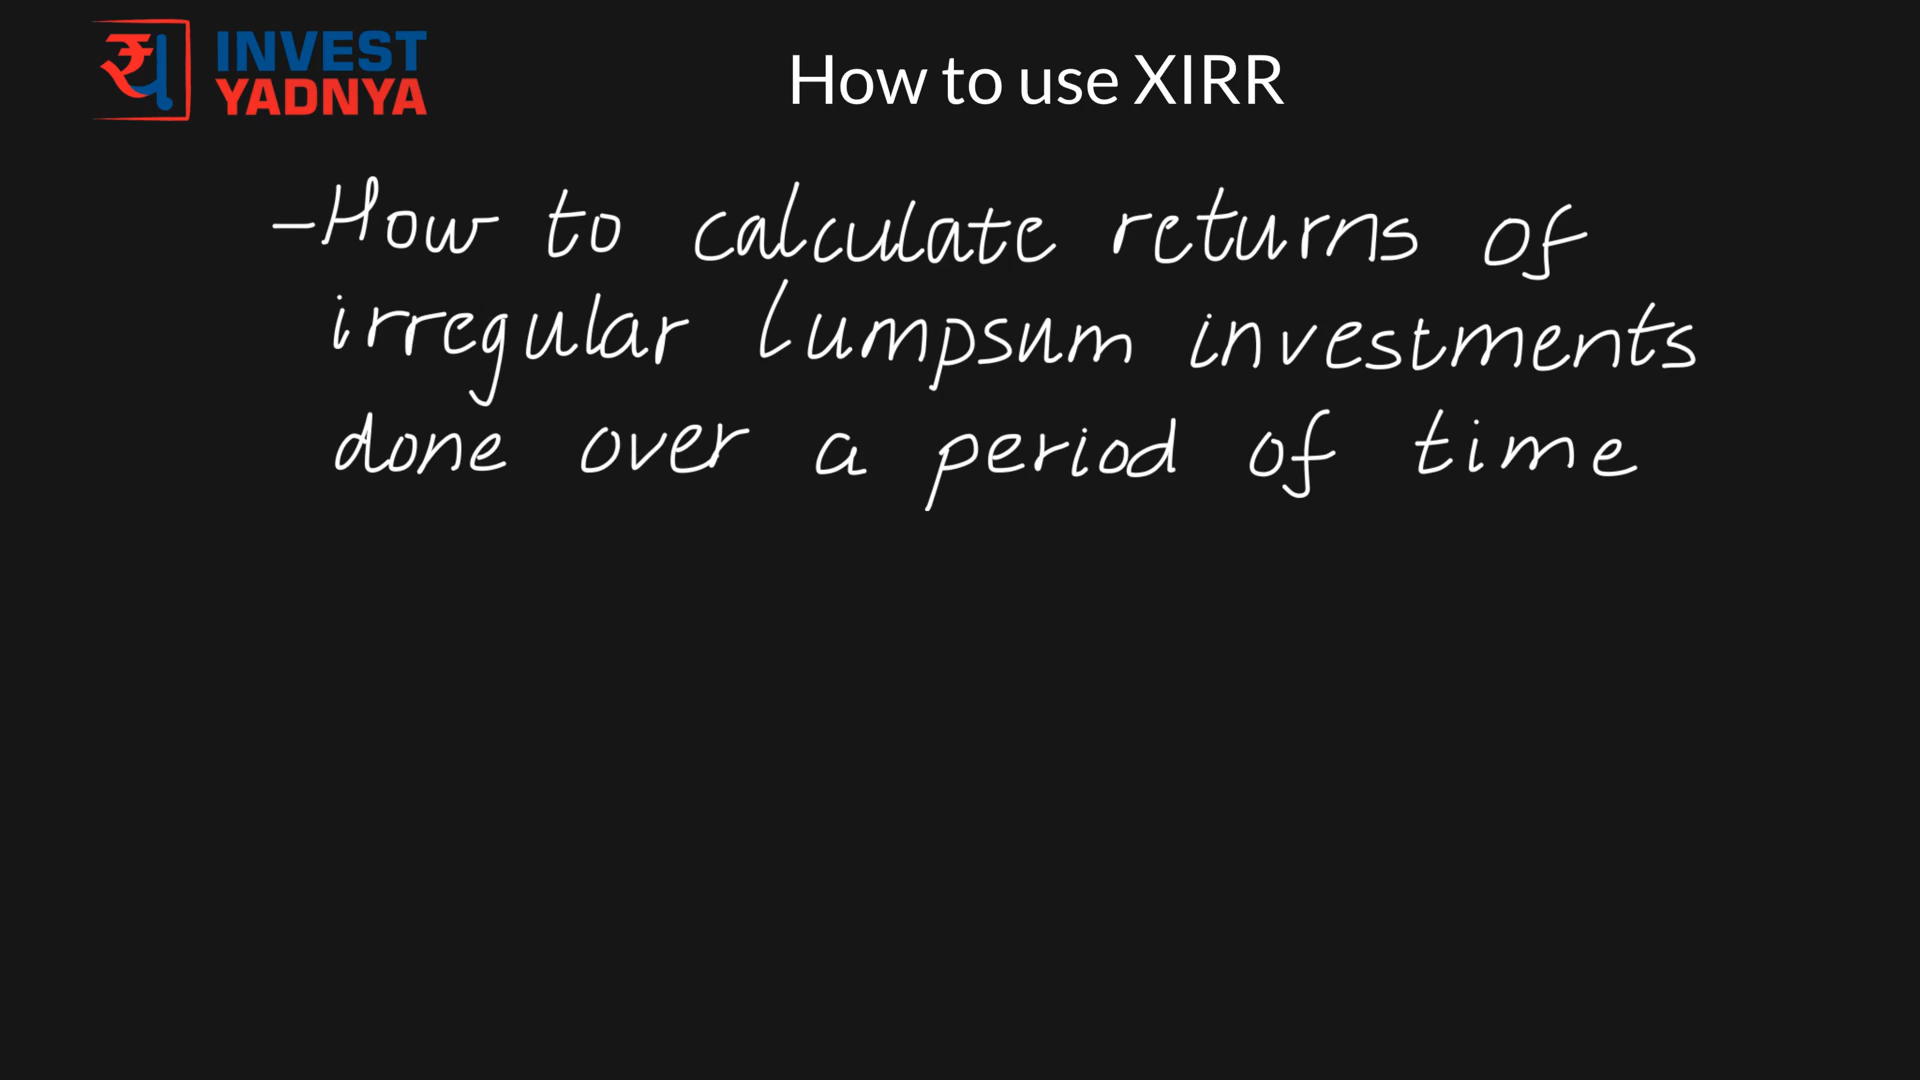 INVEST
YADNYA
How to use XIRR
-How to calculate returns of
irregular lumpsum investments
done over a period of time